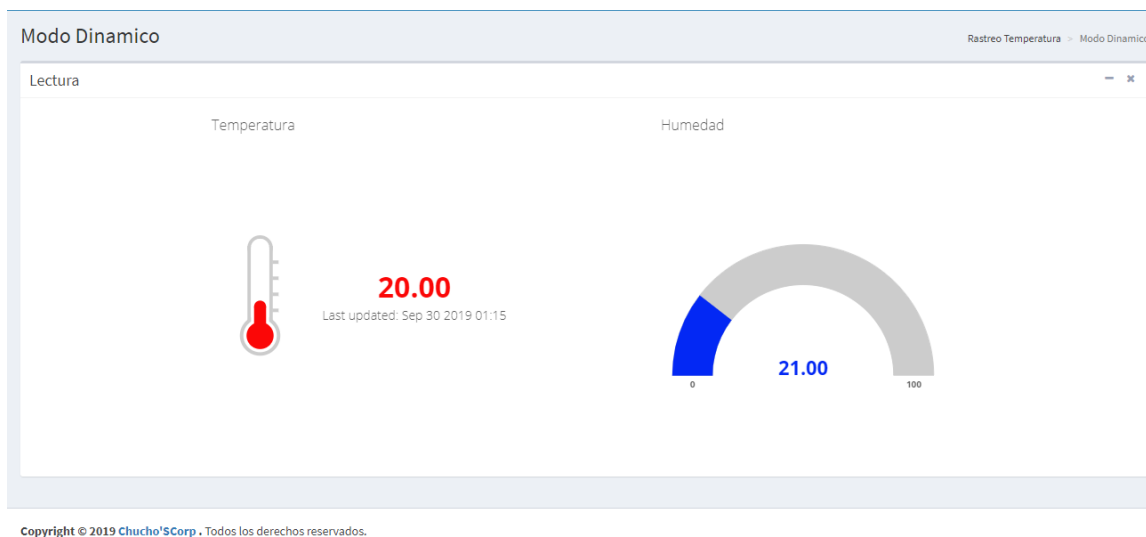 Modo Dinamico
Rastreo Temperatura > Modo Dinamico
Lectura
Temperatura
Humedad
20.00
Last updated: Sep 30 2019 01:15
21.00
0
100
Copyright © 2019 Chucho'SCorp . Todos los derechos reservados.